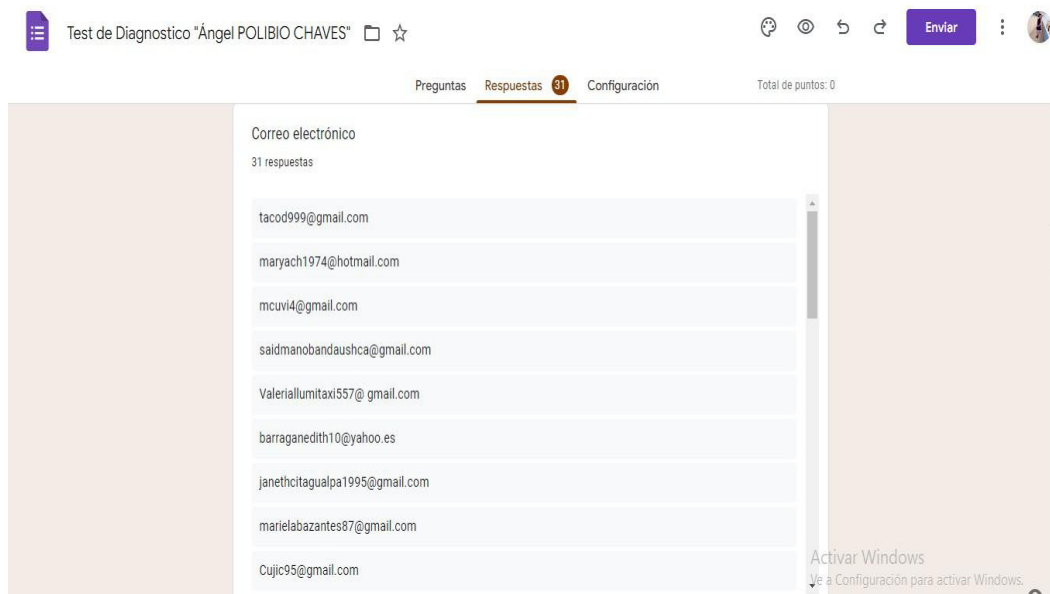 Test de Diagnostico "Ángel POLIBIO CHAVES"
Enviar
Preguntas Respuestas 31 Configuración Total de puntos: 0
Correo electrónico
31 respuestas
tacod999@gmail.com
maryach1974@hotmail.com
mcuvi4@gmail.com
saidmanobandaushca@gmail.com
Valeriallumitaxi557@ gmail.com
barraganedith10@yahoo.es
janethcitagualpa1995@gmail.com
marielabazantes87@gmail.com
Cujic95@gmail.com
Activar Windows
Ve a Configuración para activar Windows.